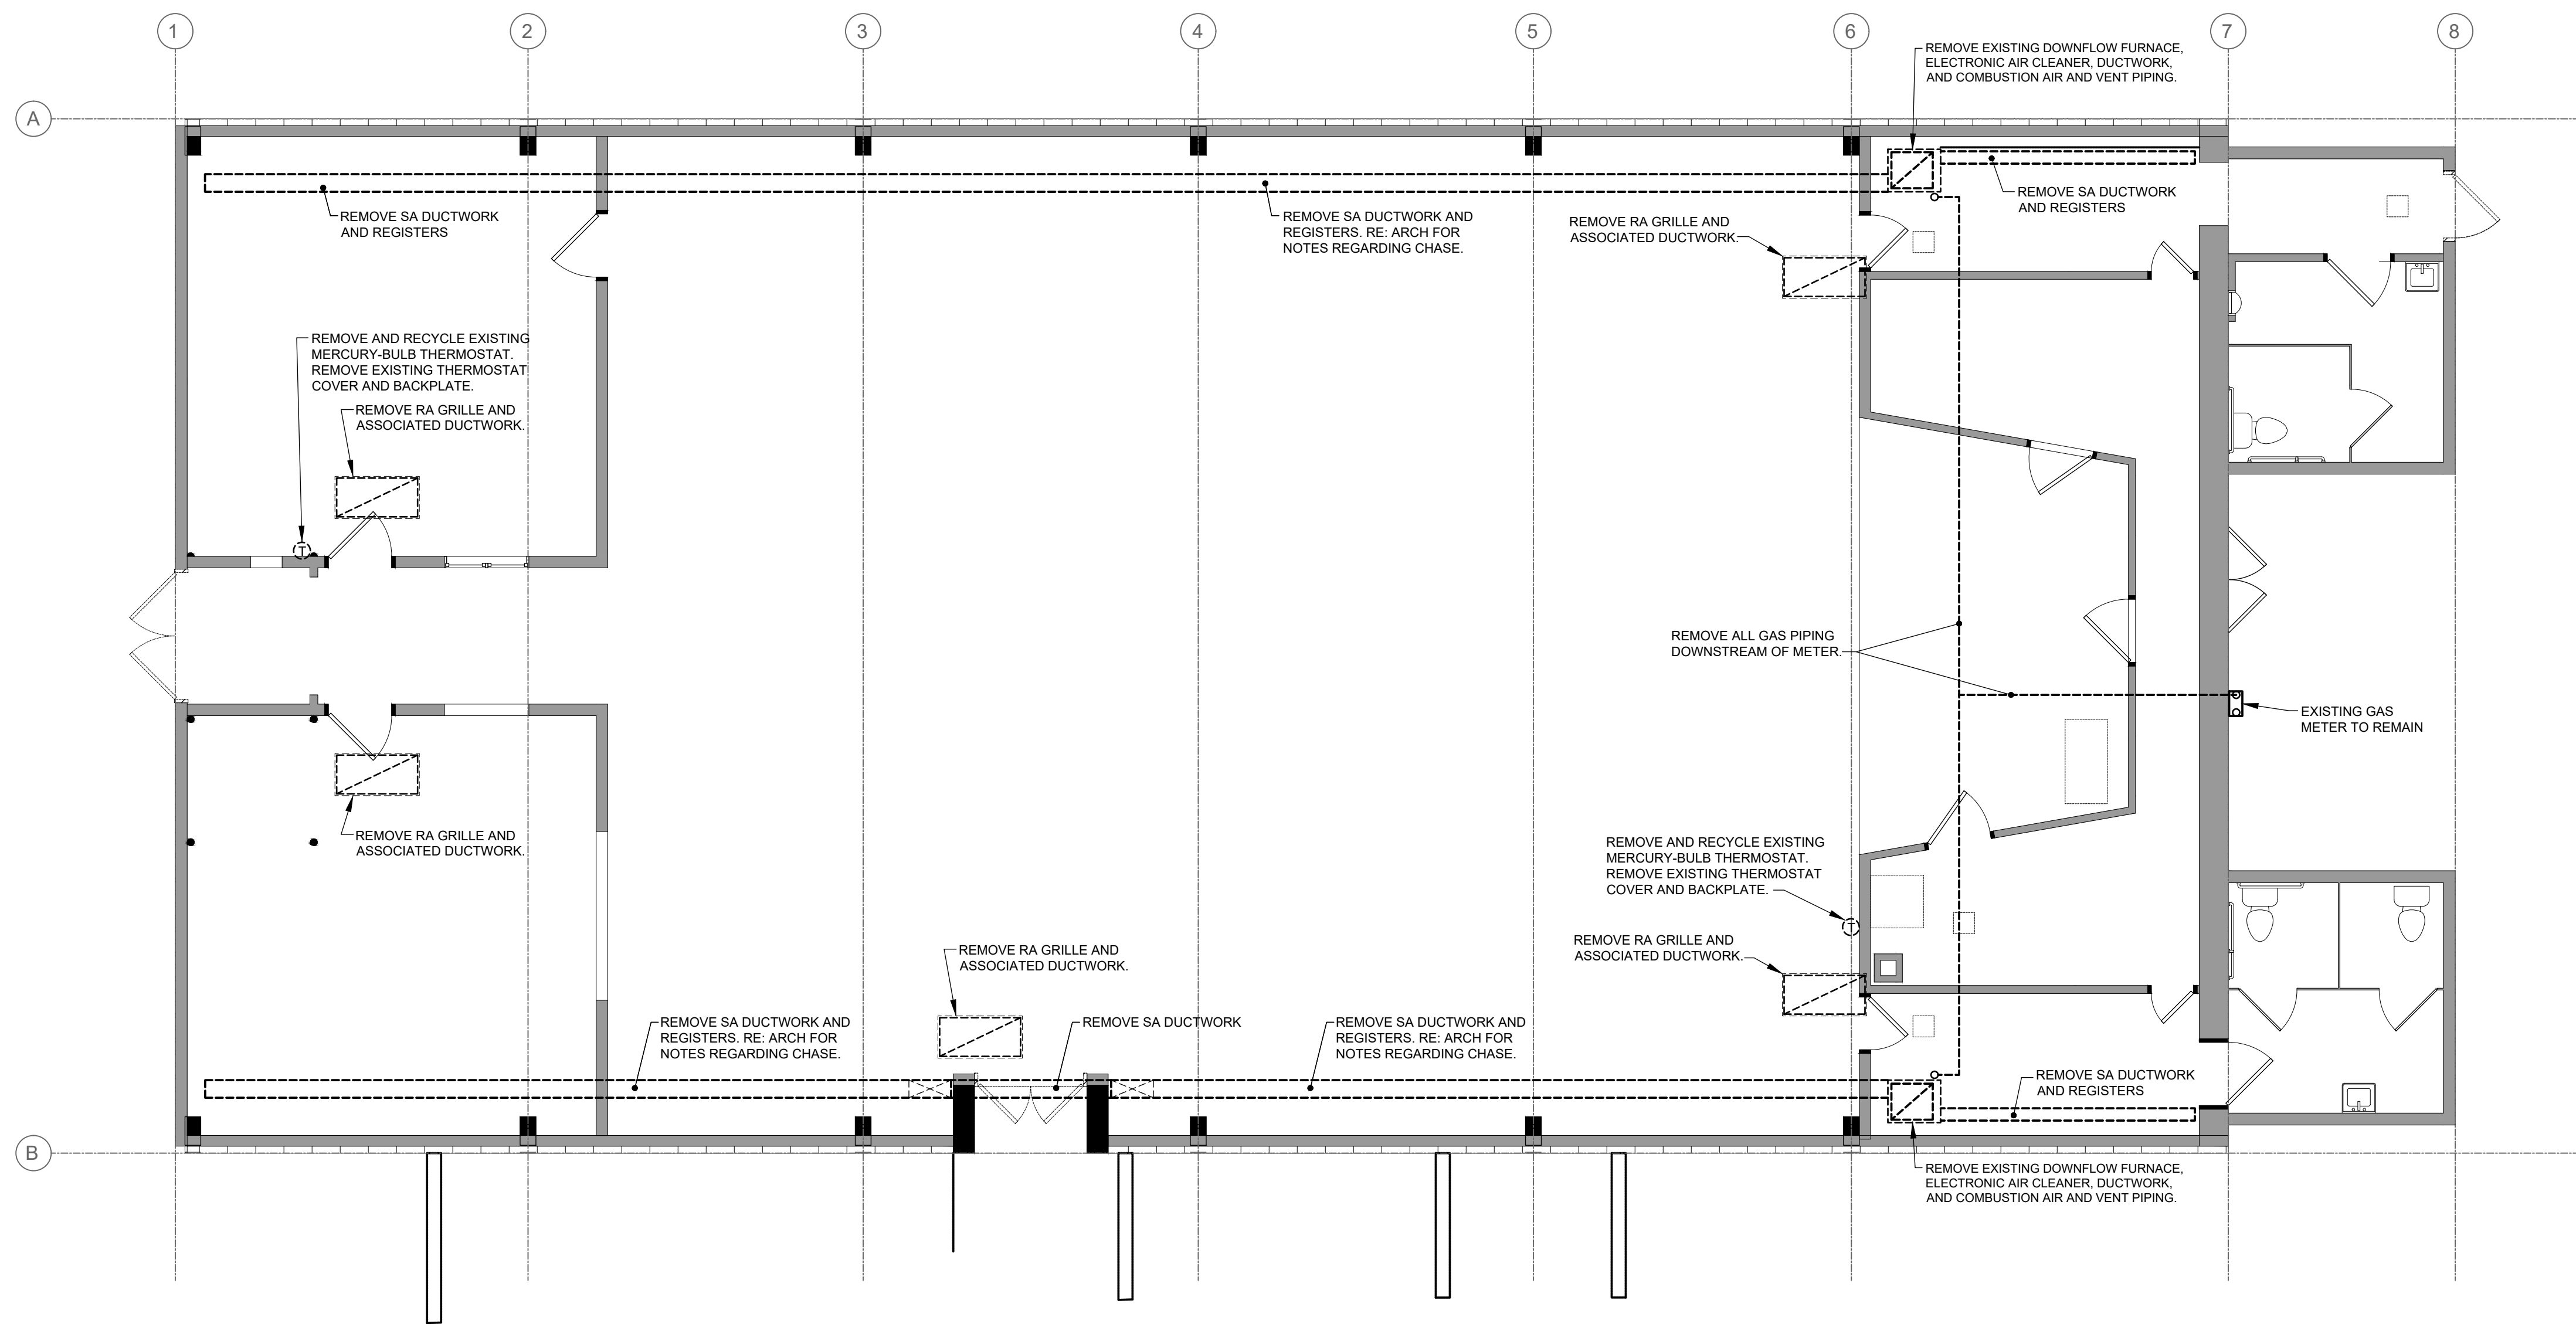 1
2
3
4
5
6
7
8
REMOVE EXISTING DOWNFLOW FURNACE,
ELECTRONIC AIR CLEANER, DUCTWORK,
AND COMBUSTION AIR AND VENT PIPING.
A
REMOVE SA DUCTWORK
AND REGISTERS
REMOVE SA DUCTWORK AND
REGISTERS. RE: ARCH FOR
NOTES REGARDING CHASE.
REMOVE RA GRILLE AND
ASSOCIATED DUCTWORK.
REMOVE SA DUCTWORK
AND REGISTERS
REMOVE AND RECYCLE EXISTING
MERCURY-BULB THERMOSTAT.
REMOVE EXISTING THERMOSTAT
COVER AND BACKPLATE.
REMOVE RA GRILLE AND
ASSOCIATED DUCTWORK.
T
REMOVE ALL GAS PIPING
DOWNSTREAM OF METER.
EXISTING GAS
METER TO REMAIN
REMOVE RA GRILLE AND
ASSOCIATED DUCTWORK.
REMOVE AND RECYCLE EXISTING
MERCURY-BULB THERMOSTAT.
REMOVE EXISTING THERMOSTAT
COVER AND BACKPLATE.
T
REMOVE RA GRILLE AND
ASSOCIATED DUCTWORK.
REMOVE RA GRILLE AND
ASSOCIATED DUCTWORK.
REMOVE SA DUCTWORK AND
REGISTERS. RE: ARCH FOR
NOTES REGARDING CHASE.
REMOVE SA DUCTWORK
REMOVE SA DUCTWORK AND
REGISTERS. RE: ARCH FOR
NOTES REGARDING CHASE.
REMOVE SA DUCTWORK
AND REGISTERS
B
REMOVE EXISTING DOWNFLOW FURNACE,
ELECTRONIC AIR CLEANER, DUCTWORK,
AND COMBUSTION AIR AND VENT PIPING.